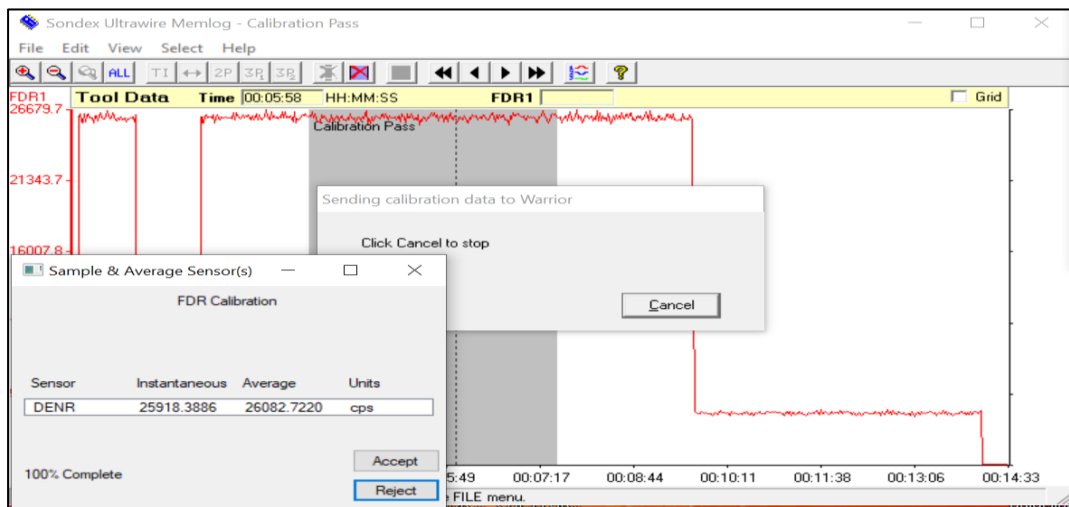 Sondex Ultrawire Memlog - Calibration Pass
File Edit View Select Help
ALL TI 2P 3P 3P
FDR1 Tool Data Time 00:05:58 HH:MM:SS FDR1 Grid
26679.7
Calibration Pass
21343.7
Sending calibration data to Warrior
Click Cancel to stop
Cancel
16007.8
Sample & Average Sensor(s)
FDR Calibration
Sensor Instantaneous Average Units
DENR 25918.3886 26082.7220 cps
Accept
100% Complete
Reject
5:49 00:07:17 00:08:44 00:10:11 00:11:38 00:13:06 00:14:33
FILE menu.